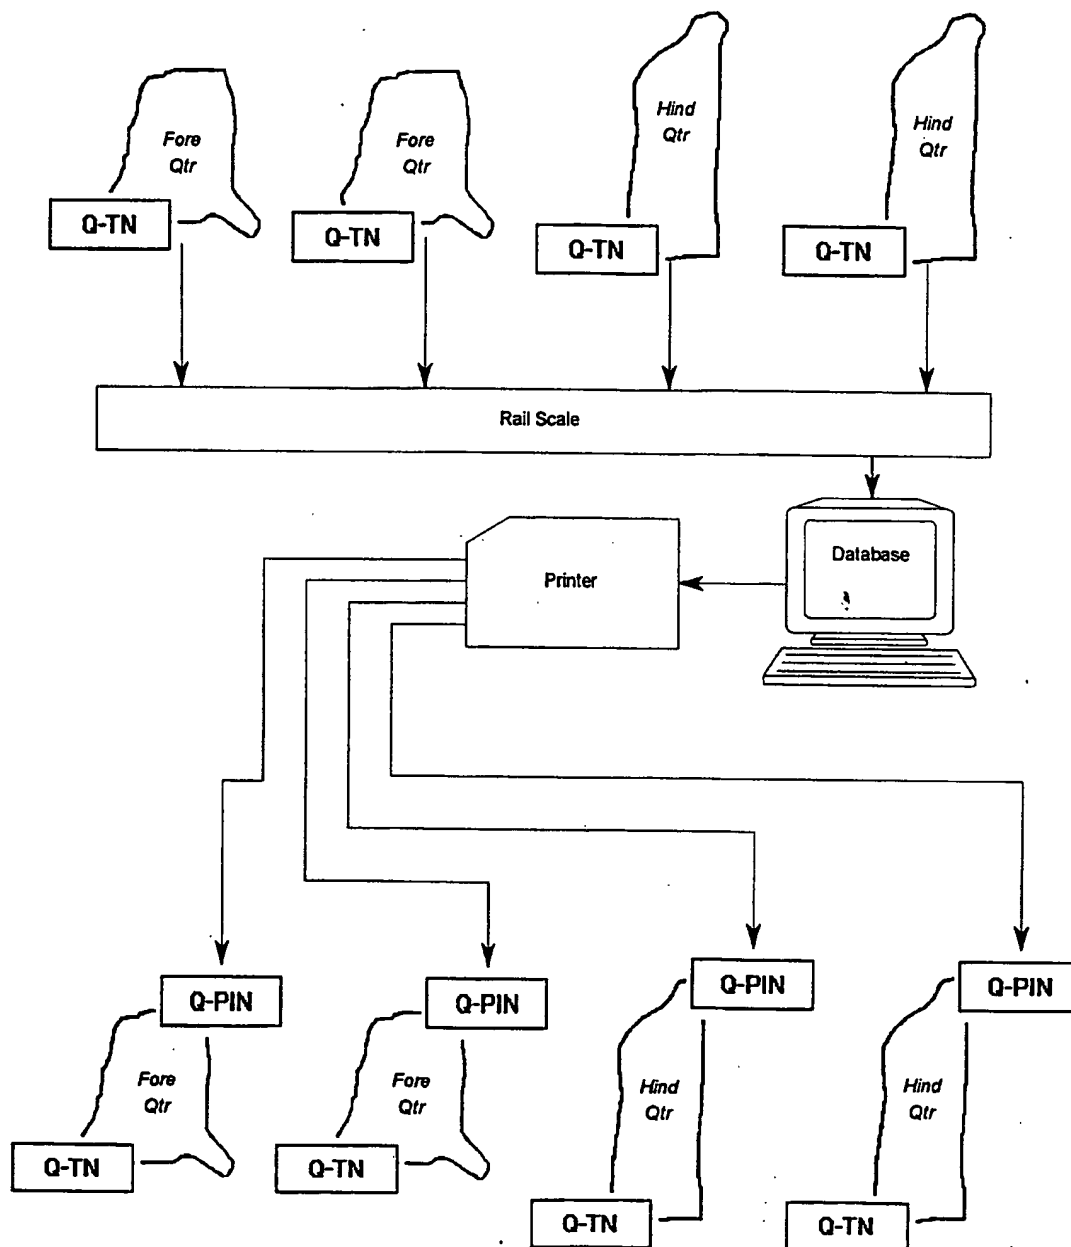 Fore
Qtr
Q-TN
Fore
Qtr
Q-TN
Hind
Qtr
Q-TN
Hind
Qtr
Q-TN
Rail Scale
Database
Printer
Q-PIN
Fore
Qtr
Q-TN
Q-PIN
Fore
Qtr
Q-TN
Q-PIN
Hind
Qtr
Q-TN
Q-PIN
Hind
Qtr
Q-TN